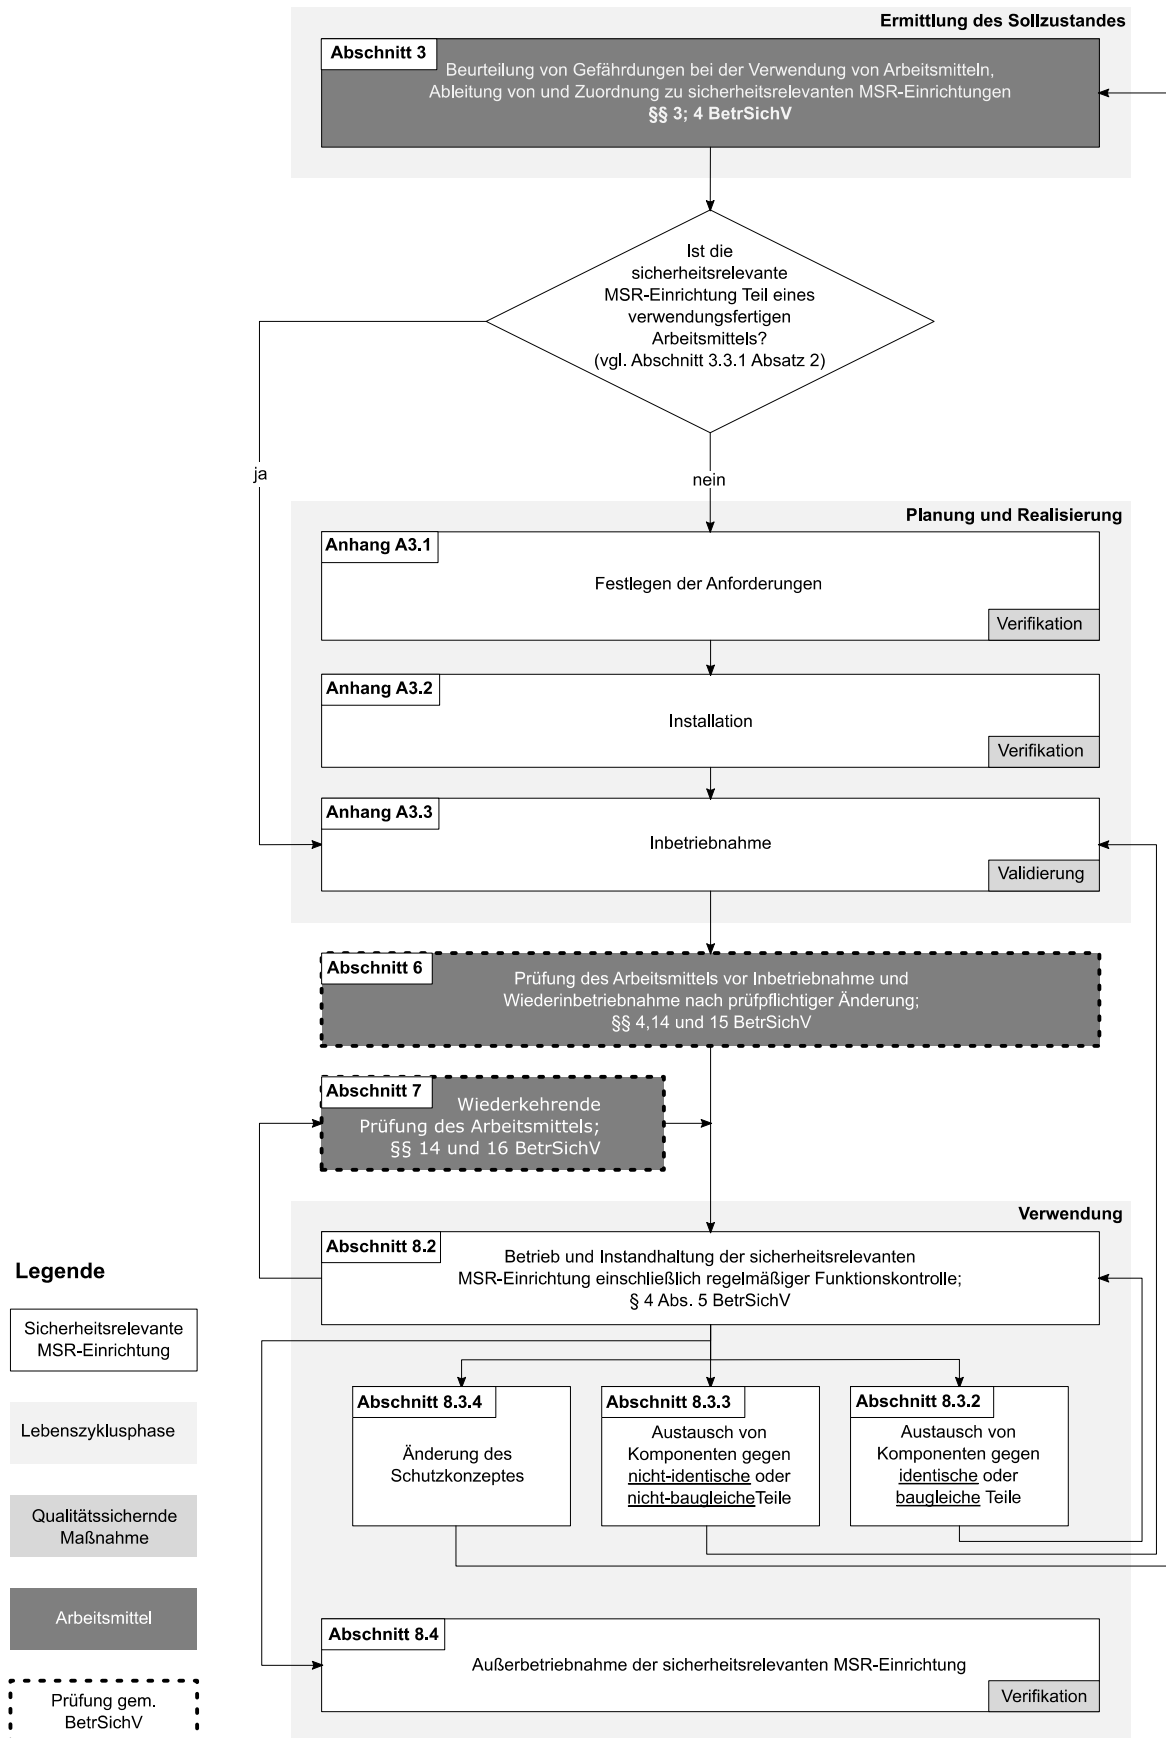 Ermittlung des Sollzustandes
Abschnitt 3
Beurteilung von Gefährdungen bei der Verwendung von Arbeitsmitteln,
Ableitung von und Zuordnung zu sicherheitsrelevanten MSR-Einrichtungen
§§ 3; 4 BetrSichV
Ist die
sicherheitsrelevante
MSR-Einrichtung Teil eines
verwendungsfertigen
Arbeitsmittels?
(vgl. Abschnitt 3.3.1 Absatz 2)
ja
nein
Planung und Realisierung
Anhang A3.1
Festlegen der Anforderungen
Verifikation
Anhang A3.2
Installation
Verifikation
Anhang A3.3
Inbetriebnahme
Validierung
Abschnitt 6
Prüfung des Arbeitsmittels vor Inbetriebnahme und
Wiederinbetriebnahme nach prüfpflichtiger Änderung;
§§ 4,14 und 15 BetrSichV
Abschnitt 7
Wiederkehrende
Prüfung des Arbeitsmittels;
§§ 14 und 16 BetrSichV
Verwendung
Abschnitt 8.2
Betrieb und Instandhaltung der sicherheitsrelevanten
MSR-Einrichtung einschließlich regelmäßiger Funktionskontrolle;
§ 4 Abs. 5 BetrSichV
Abschnitt 8.3.4
Änderung des
Schutzkonzeptes
Abschnitt 8.3.3
Austausch von
Komponenten gegen
nicht-identische oder
nicht-baugleiche Teile
Abschnitt 8.3.2
Austausch von
Komponenten gegen
identische oder
baugleiche Teile
Abschnitt 8.4
Außerbetriebnahme der sicherheitsrelevanten MSR-Einrichtung
Verifikation
Legende
Sicherheitsrelevante
MSR-Einrichtung
Lebenszyklusphase
Qualitätssichernde
Maßnahme
Arbeitsmittel
Prüfung gem.
BetrSichV